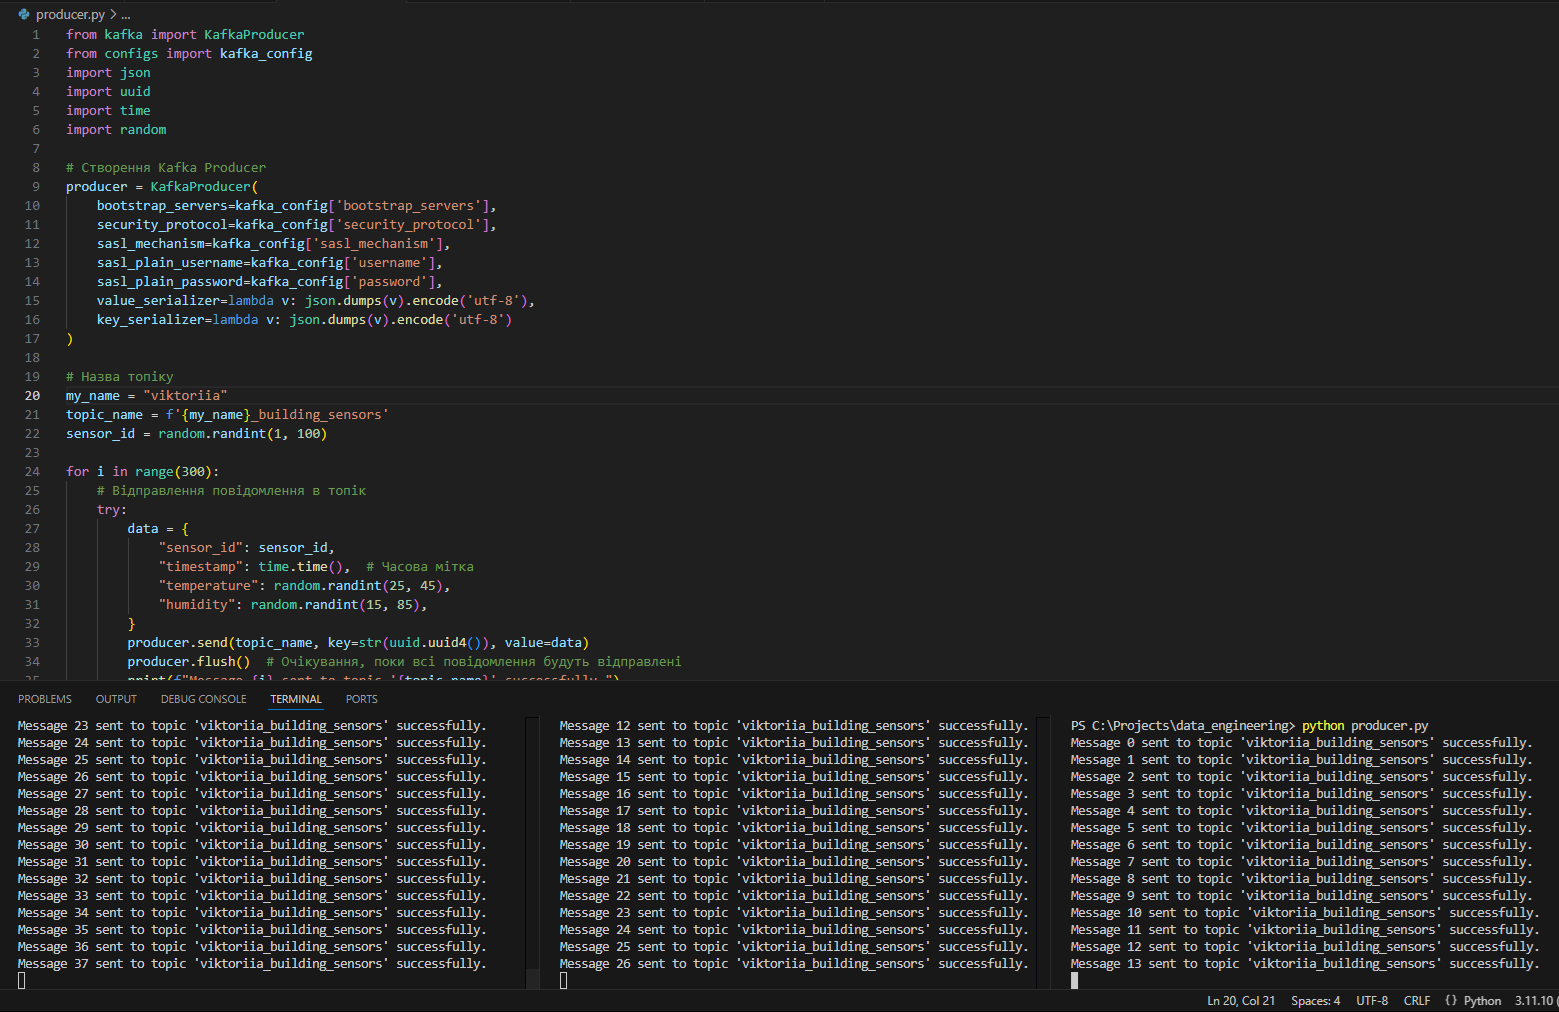 producer.py > ...
1 from kafka import KafkaProducer
2 from configs import kafka_config
3 import json
4 import uuid
5 import time
6 import random
7
8 # Створення Kafka Producer
9 producer = KafkaProducer(
10 bootstrap_servers=kafka_config['bootstrap_servers'],
11 security_protocol=kafka_config['security_protocol'],
12 sasl_mechanism=kafka_config['sasl_mechanism'],
13 sasl_plain_username=kafka_config['username'],
14 sasl_plain_password=kafka_config['password'],
15 value_serializer=lambda v: json.dumps(v).encode('utf-8'),
16 key_serializer=lambda v: json.dumps(v).encode('utf-8')
17 )
18
19 # Назва топіку
20 my_name = "viktoriia"
21 topic_name = f'{my_name}_building_sensors'
22 sensor_id = random.randint(1, 100)
23
24 for i in range(300):
25 # Відправлення повідомлення в топік
26 try:
27 data = {
28 "sensor_id": sensor_id,
29 "timestamp": time.time(), # Часова мітка
30 "temperature": random.randint(25, 45),
31 "humidity": random.randint(15, 85),
32 }
33 producer.send(topic_name, key=str(uuid.uuid4()), value=data)
34 producer.flush() # Очікування, поки всі повідомлення будуть відправлені
35 print(f"Message {i} sent to topic '{topic_name}' successfully.")
PROBLEMS OUTPUT DEBUG CONSOLE TERMINAL PORTS
Message 23 sent to topic 'viktoriia_building_sensors' successfully.
Message 24 sent to topic 'viktoriia_building_sensors' successfully.
Message 25 sent to topic 'viktoriia_building_sensors' successfully.
Message 26 sent to topic 'viktoriia_building_sensors' successfully.
Message 27 sent to topic 'viktoriia_building_sensors' successfully.
Message 28 sent to topic 'viktoriia_building_sensors' successfully.
Message 29 sent to topic 'viktoriia_building_sensors' successfully.
Message 30 sent to topic 'viktoriia_building_sensors' successfully.
Message 31 sent to topic 'viktoriia_building_sensors' successfully.
Message 32 sent to topic 'viktoriia_building_sensors' successfully.
Message 33 sent to topic 'viktoriia_building_sensors' successfully.
Message 34 sent to topic 'viktoriia_building_sensors' successfully.
Message 35 sent to topic 'viktoriia_building_sensors' successfully.
Message 36 sent to topic 'viktoriia_building_sensors' successfully.
Message 37 sent to topic 'viktoriia_building_sensors' successfully.
Message 12 sent to topic 'viktoriia_building_sensors' successfully.
Message 13 sent to topic 'viktoriia_building_sensors' successfully.
Message 14 sent to topic 'viktoriia_building_sensors' successfully.
Message 15 sent to topic 'viktoriia_building_sensors' successfully.
Message 16 sent to topic 'viktoriia_building_sensors' successfully.
Message 17 sent to topic 'viktoriia_building_sensors' successfully.
Message 18 sent to topic 'viktoriia_building_sensors' successfully.
Message 19 sent to topic 'viktoriia_building_sensors' successfully.
Message 20 sent to topic 'viktoriia_building_sensors' successfully.
Message 21 sent to topic 'viktoriia_building_sensors' successfully.
Message 22 sent to topic 'viktoriia_building_sensors' successfully.
Message 23 sent to topic 'viktoriia_building_sensors' successfully.
Message 24 sent to topic 'viktoriia_building_sensors' successfully.
Message 25 sent to topic 'viktoriia_building_sensors' successfully.
Message 26 sent to topic 'viktoriia_building_sensors' successfully.
PS C:\Projects\data_engineering> python producer.py
Message 0 sent to topic 'viktoriia_building_sensors' successfully.
Message 1 sent to topic 'viktoriia_building_sensors' successfully.
Message 2 sent to topic 'viktoriia_building_sensors' successfully.
Message 3 sent to topic 'viktoriia_building_sensors' successfully.
Message 4 sent to topic 'viktoriia_building_sensors' successfully.
Message 5 sent to topic 'viktoriia_building_sensors' successfully.
Message 6 sent to topic 'viktoriia_building_sensors' successfully.
Message 7 sent to topic 'viktoriia_building_sensors' successfully.
Message 8 sent to topic 'viktoriia_building_sensors' successfully.
Message 9 sent to topic 'viktoriia_building_sensors' successfully.
Message 10 sent to topic 'viktoriia_building_sensors' successfully.
Message 11 sent to topic 'viktoriia_building_sensors' successfully.
Message 12 sent to topic 'viktoriia_building_sensors' successfully.
Message 13 sent to topic 'viktoriia_building_sensors' successfully.
Ln 20, Col 21 Spaces: 4 UTF-8 CRLF {} Python 3.11.10 (